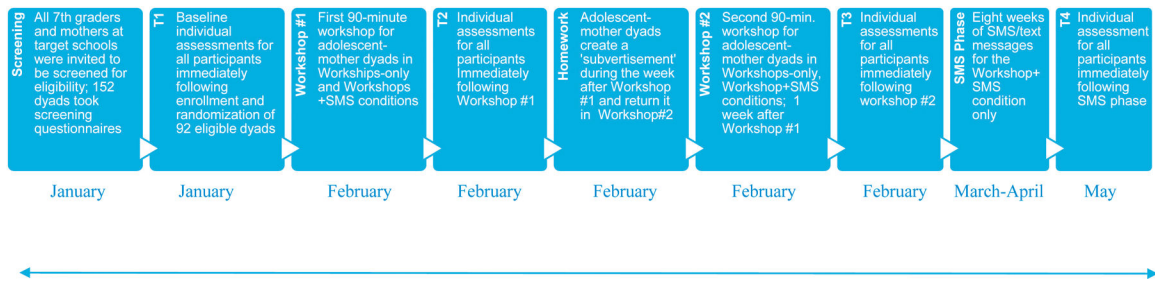 Screening
All 7th graders
and mothers at
target schools
were invited to
be screened for
eligibility; 152
dyads took
screening
questionnaires
T1
Baseline
individual
assessments for
all participants
immediately
following
enrollment and
randomization of
92 eligible dyads
Workshop #1
First 90-minute
workshop for
adolescent-
mother dyads in
Workships-only
and Workshops
+SMS conditions
T2
Individual
assessments
for all
participants
Immediately
following
Workshop #1
Homework
Adolescent-
mother dyads
create a
'subvertisement'
during the week
after Workshop
#1 and return it
in Workshop#2
Workshop #2
Second 90-min.
workshop for
adolescent-
mother dyads in
Workshops-only,
Workshop+SMS
conditions; 1
week after
Workshop #1
T3
Individual
assessments
for all
participants
immediately
following
workshop #2
SMS Phase
Eight weeks
of SMS/text
messages
for the
Workshop+
SMS
condition
only
T4
Individual
assessment
for all
participants
immediately
following
SMS phase
January
January
February
February
February
February
February
March-April
May